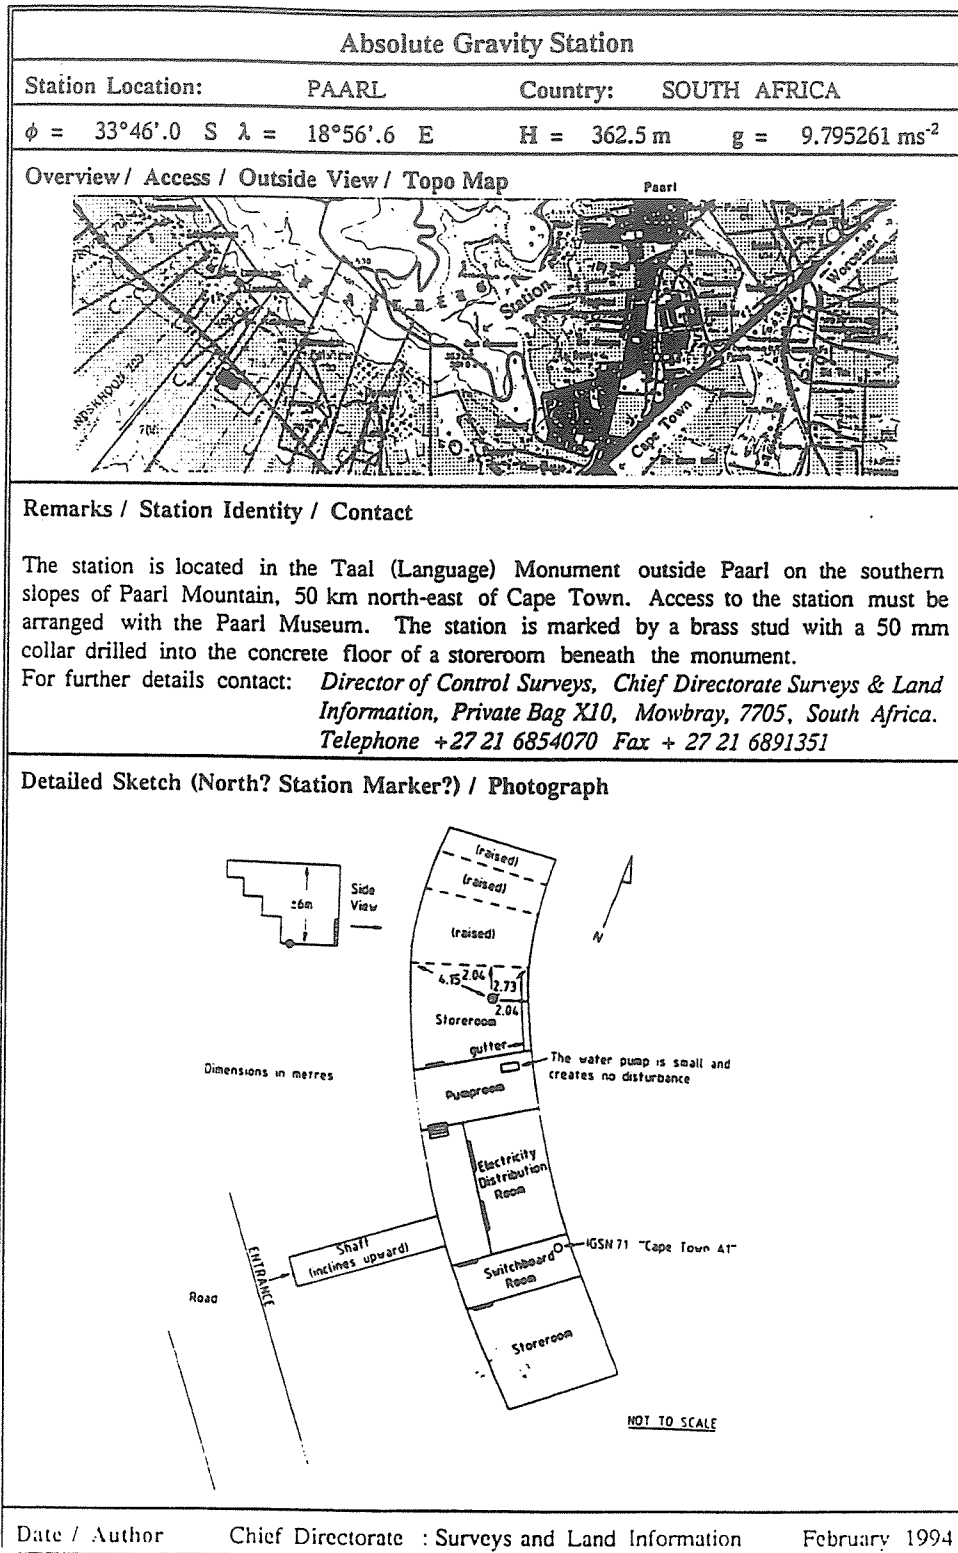 Absolute Gravity Station
Station Location: PAARL Country: SOUTH AFRICA
ϕ = 33°46'.0 S λ = 18°56'.6 E H = 362.5 m g = 9.795261 ms⁻²
Overview / Access / Outside View / Topo Map
Paarl
Worcester
Station
Cape Town
Remarks / Station Identity / Contact
The station is located in the Taal (Language) Monument outside Paarl on the southern
slopes of Paarl Mountain, 50 km north-east of Cape Town. Access to the station must be
arranged with the Paarl Museum. The station is marked by a brass stud with a 50 mm
collar drilled into the concrete floor of a storeroom beneath the monument.
For further details contact: Director of Control Surveys, Chief Directorate Surveys & Land
Information, Private Bag X10, Mowbray, 7705, South Africa.
Telephone +27 21 6854070 Fax + 27 21 6891351
Detailed Sketch (North? Station Marker?) / Photograph
(raised)
(raised)
(raised)
±6m
Side
View
N
4.15 2.04
2.73
2.04
Storeroom
gutter
The water pump is small and
creates no disturbance
Dimensions in metres
Pumproom
Electricity
Distribution
Room
Shaft
(inclines upward)
IGSN 71 "Cape Town A1"
Switchboard
Room
ENTRANCE
Road
Storeroom
NOT TO SCALE
Date / Author Chief Directorate : Surveys and Land Information February 1994